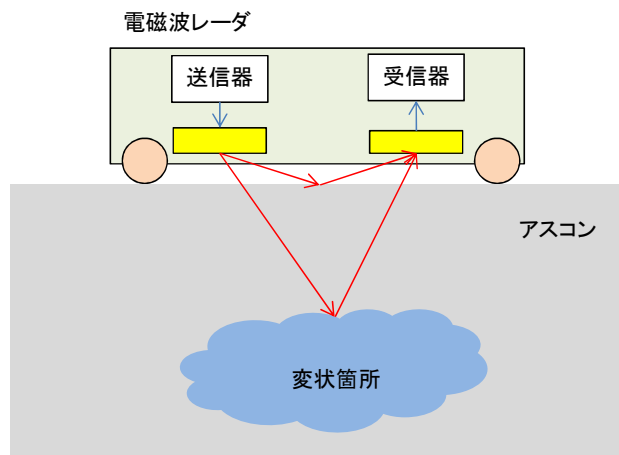 電磁波レーダ
送信器
受信器
アスコン
変状箇所